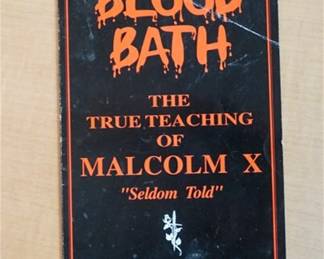 BLOOD
BATH
THE
TRUE TEACHING
OF
MALCOLM X
"Seldom Told"